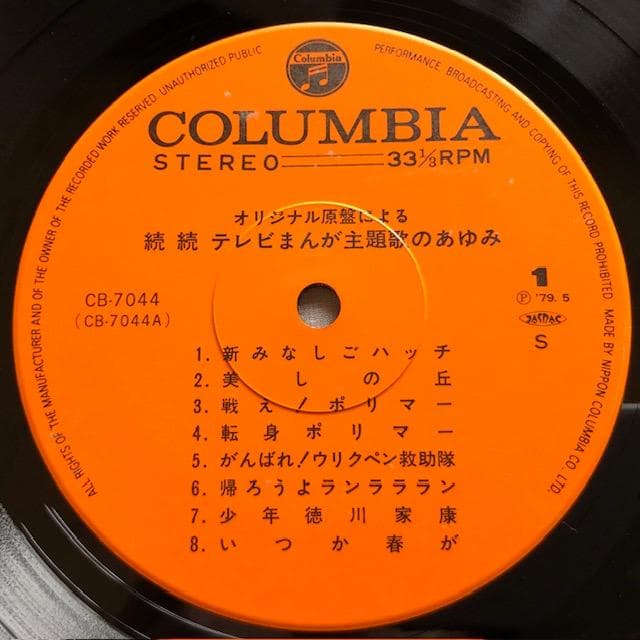 ALL RIGHTS OF THE MANUFACTURER AND OF THE OWNER OF THE RECORDED WORK RESERVED. UNAUTHORIZED PUBLIC PERFORMANCE, BROADCASTING AND COPYING OF THIS RECORD PROHIBITED. MADE BY NIPPON COLUMBIA CO., LTD.
Columbia
COLUMBIA
STEREO 33⅓RPM
オリジナル原盤による
続続 テレビまんが主題歌のあゆみ
CB-7044
(CB-7044A)
1
Ⓟ '79.5
JASRAC
S
1. 新みなしごハッチ
2. 美しの丘
3. 戦え!ポリマー
4. 転身ポリマー
5. がんばれ!ウリクペン救助隊
6. 帰ろうよランラララン
7. 少年徳川家康
8. いつか春が